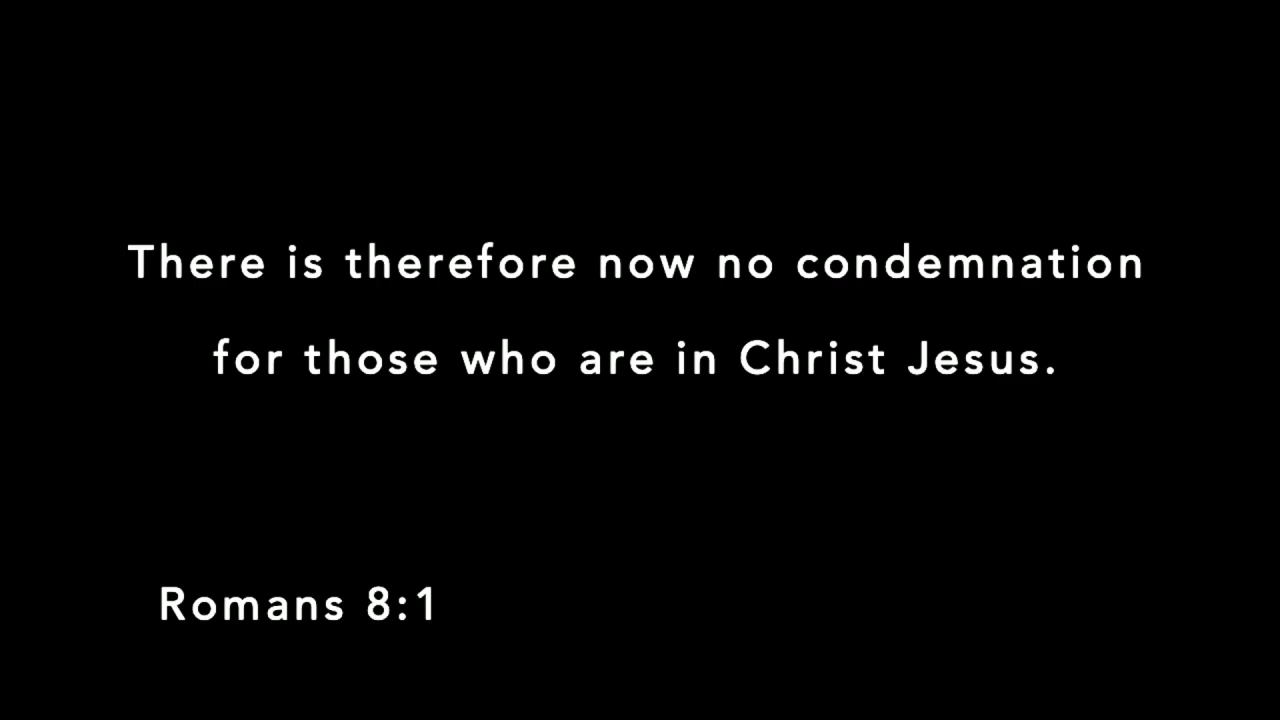 There is therefore now no condemnation
for those who are in Christ Jesus.
Romans 8:1